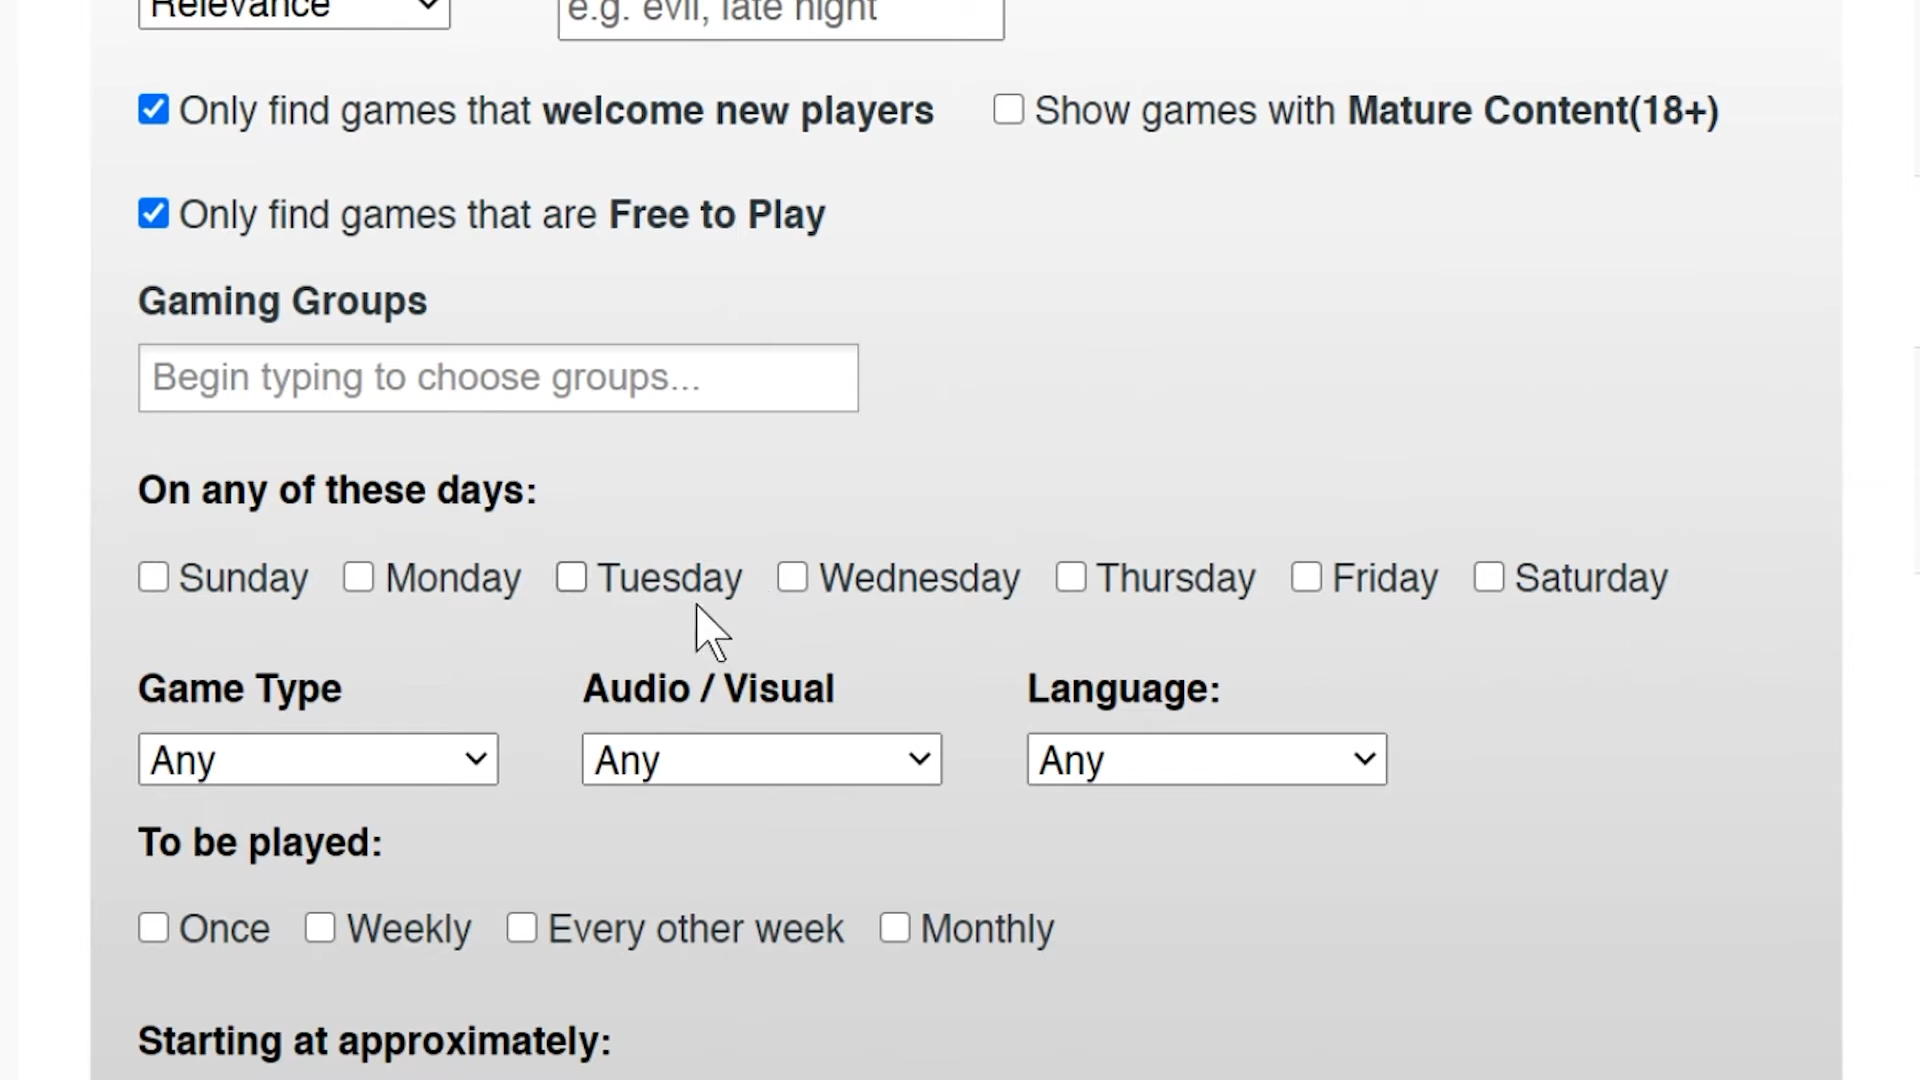 Relevance e.g. evil, late night
Only find games that welcome new players Show games with Mature Content(18+)
Only find games that are Free to Play
Gaming Groups
Begin typing to choose groups...
On any of these days:
Sunday Monday Tuesday Wednesday Thursday Friday Saturday
Game Type Audio / Visual Language:
Any Any Any
To be played:
Once Weekly Every other week Monthly
Starting at approximately: